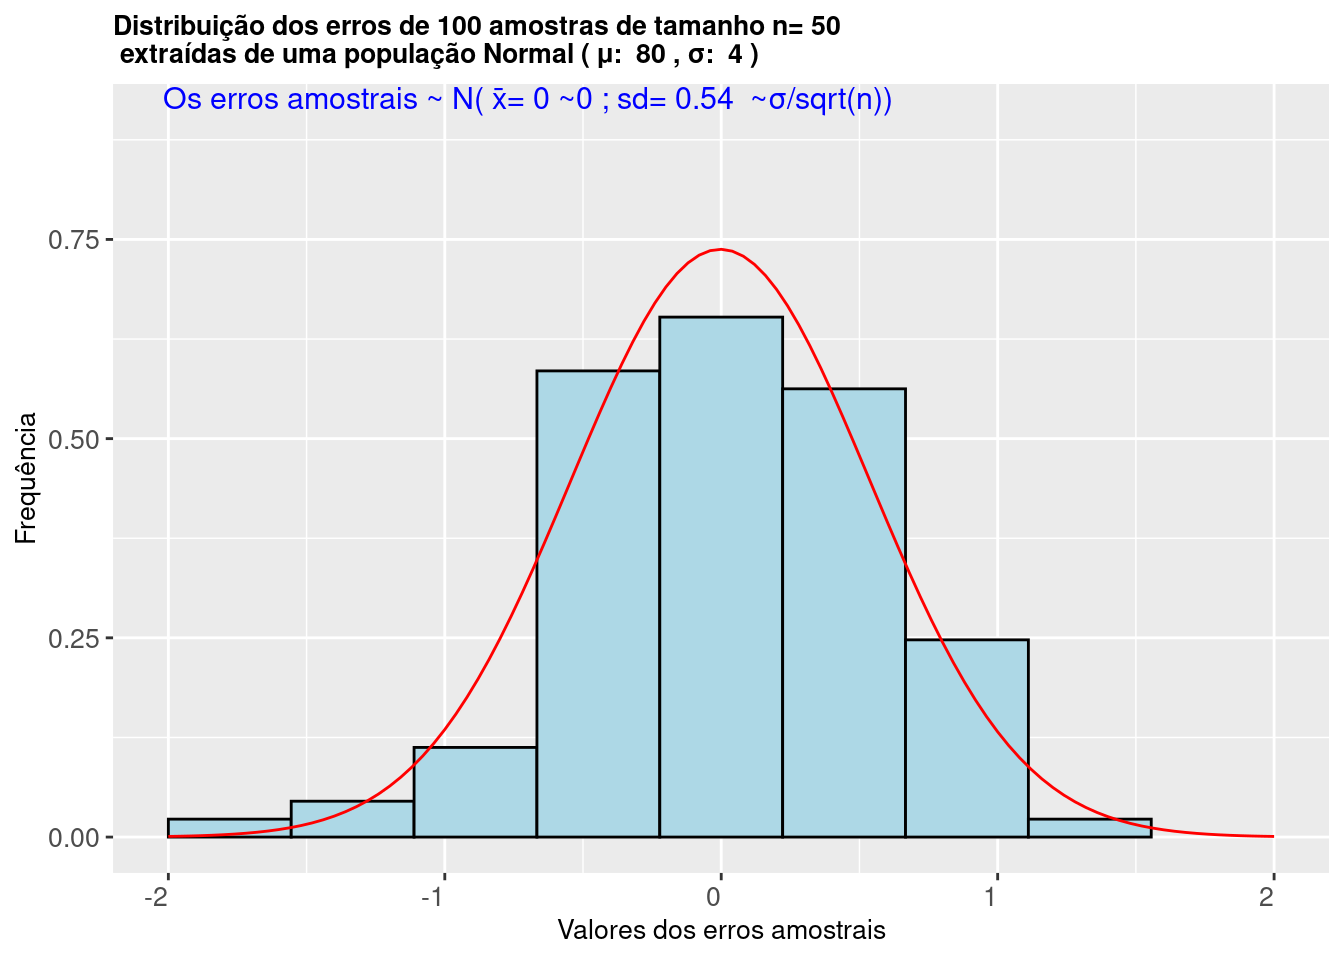 Distribuição dos erros de 100 amostras de tamanho n= 50
extraídas de uma população Normal ( μ:  80 , σ:  4 )
Os erros amostrais ~ N( x̄= 0 ~0 ; sd= 0.54  ~σ/sqrt(n))
0.75
0.50
0.25
0.00
Frequência
-2
-1
0
1
2
Valores dos erros amostrais